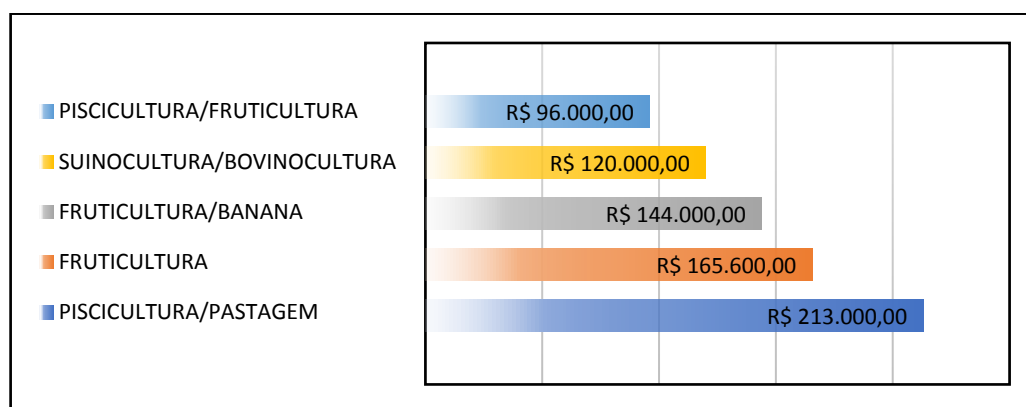 PISCICULTURA/FRUTICULTURA
R$ 96.000,00
SUINOCULTURA/BOVINOCULTURA
R$ 120.000,00
FRUTICULTURA/BANANA
R$ 144.000,00
FRUTICULTURA
R$ 165.600,00
PISCICULTURA/PASTAGEM
R$ 213.000,00